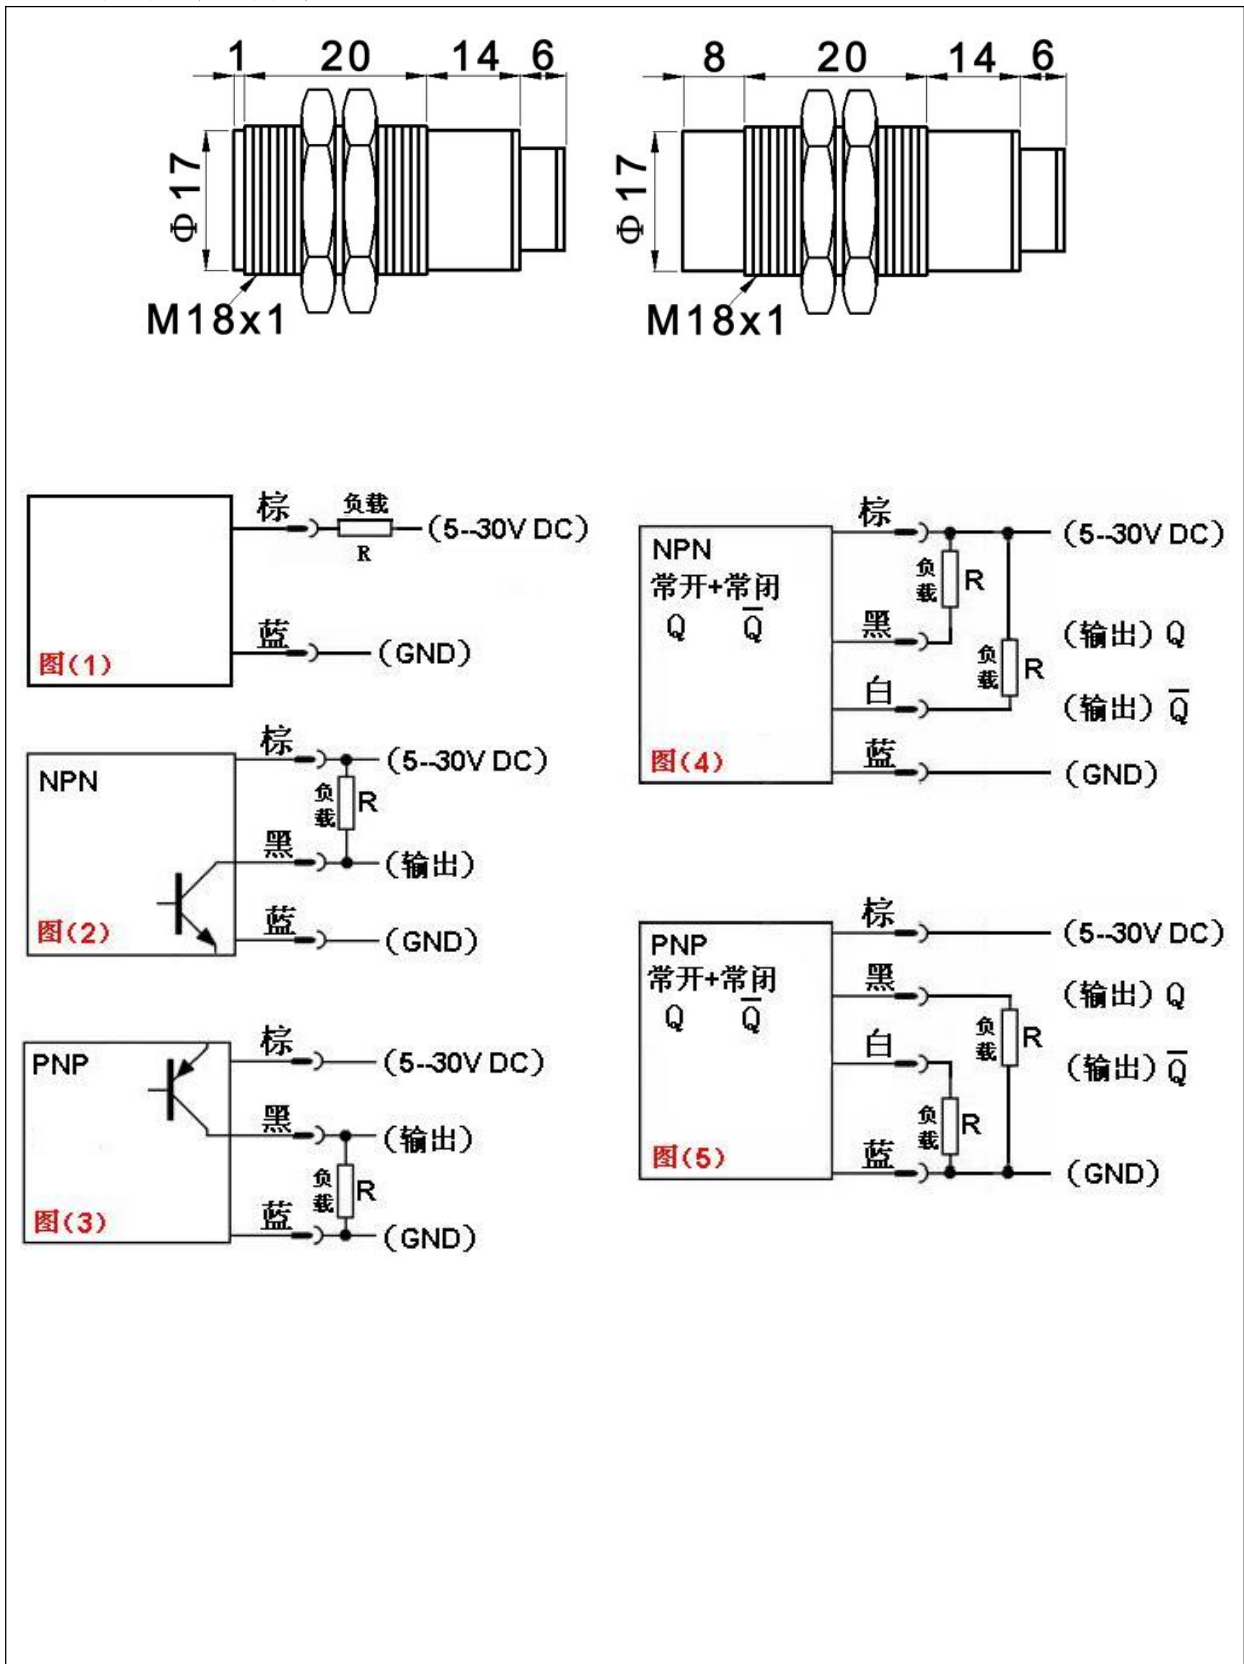 1 20 14 6
Φ17
M18x1
8 20 14 6
Φ17
M18x1
棕 负载 R (5--30V DC)
蓝 (GND)
图(1)
NPN
棕 (5--30V DC)
负载 R
黑 (输出)
蓝 (GND)
图(2)
PNP
棕 (5--30V DC)
黑 (输出)
负载 R
蓝 (GND)
图(3)
NPN
常开+常闭
Q Q̅
棕 (5--30V DC)
负载 R
黑 (输出) Q
负载 R
白 (输出) Q̅
蓝 (GND)
图(4)
PNP
常开+常闭
Q Q̅
棕 (5--30V DC)
黑 (输出) Q
负载 R
白 (输出) Q̅
负载 R
蓝 (GND)
图(5)